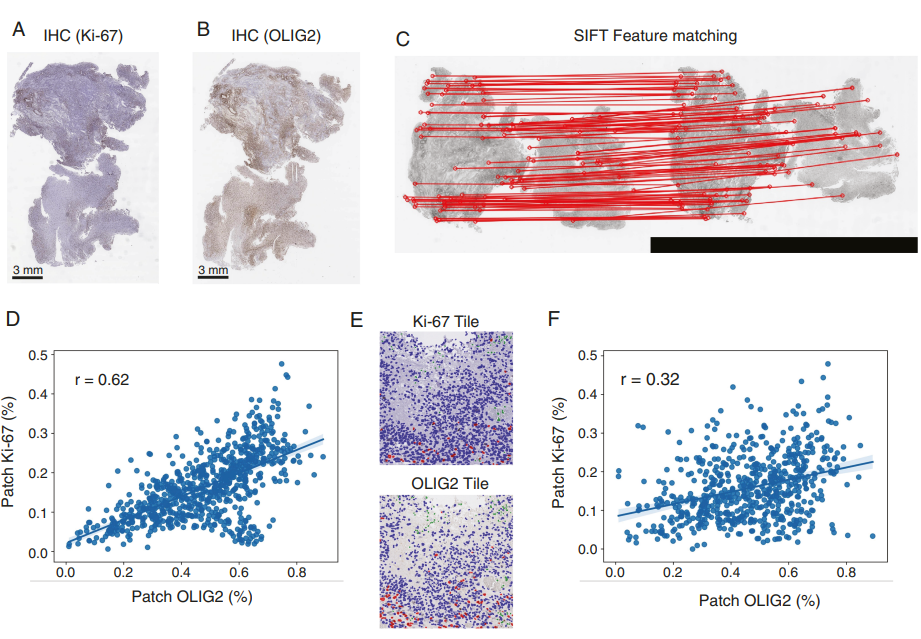 A IHC (Ki-67)
B IHC (OLIG2)
C SIFT Feature matching
3 mm
3 mm
D
r = 0.62
Patch Ki-67 (%)
0.5
0.4
0.3
0.2
0.1
0.0
0.0 0.2 0.4 0.6 0.8
Patch OLIG2 (%)
E
Ki-67 Tile
OLIG2 Tile
F
r = 0.32
Patch Ki-67 (%)
0.5
0.4
0.3
0.2
0.1
0.0
0.0 0.2 0.4 0.6 0.8
Patch OLIG2 (%)